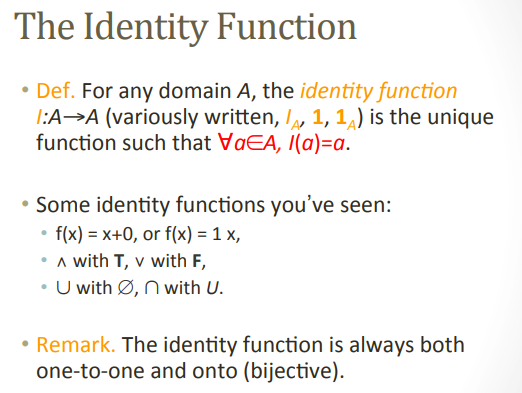 The Identity Function
• Def. For any domain A, the identity function
I:A→A (variously written, I_A, 1, 1_A) is the unique
function such that ∀a∈A, I(a)=a.
• Some identity functions you've seen:
• f(x) = x+0, or f(x) = 1 x,
• ∧ with T, ∨ with F,
• ∪ with ∅, ∩ with U.
• Remark. The identity function is always both
one-to-one and onto (bijective).